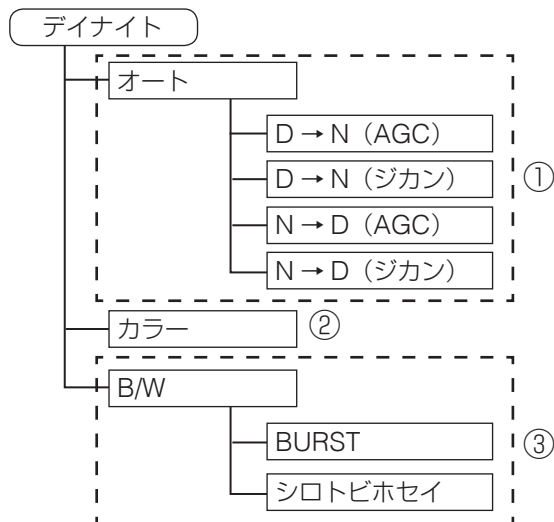 デイナイト
オート
D → N（AGC）
D → N（ジカン）
①
N → D（AGC）
N → D（ジカン）
カラー ②
B/W
BURST ③
シロトビホセイ